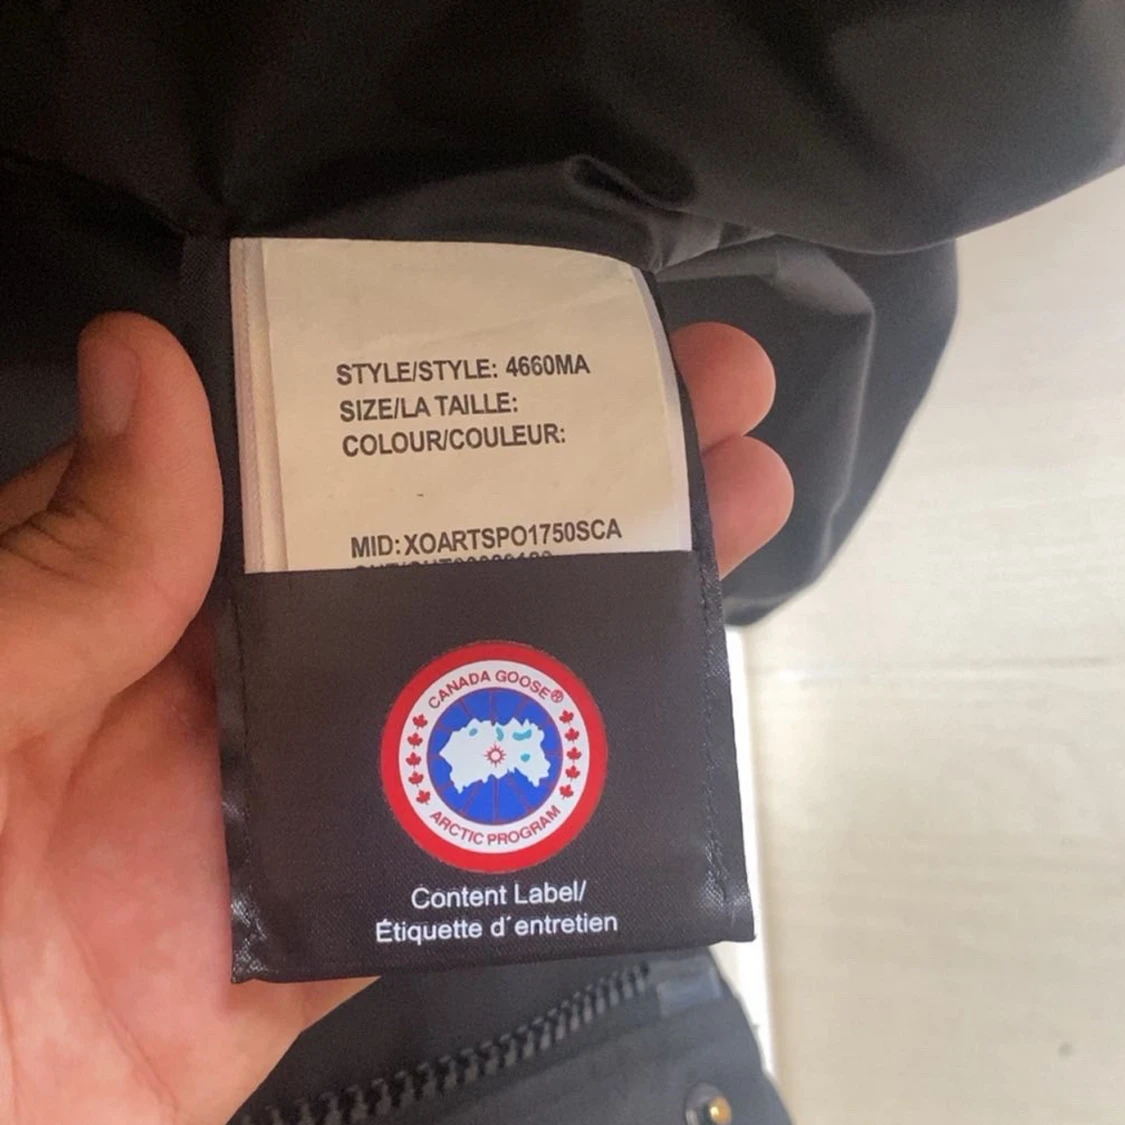 STYLE/STYLE: 4660MA
SIZE/LA TAILLE:
COLOUR/COULEUR:
MID:XOARTSPO1750SCA
CANADA GOOSE®
ARCTIC PROGRAM
Content Label/
Étiquette d´entretien